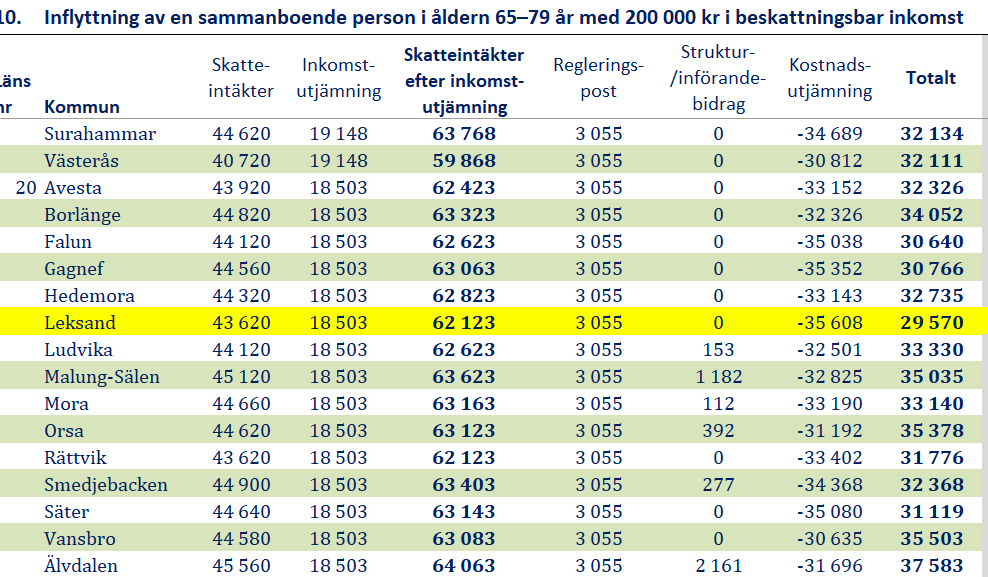 10. Inflyttning av en sammanboende person i åldern 65–79 år med 200 000 kr i beskattningsbar inkomst
Läns nr Kommun Skatte-intäkter Inkomst-utjämning Skatteintäkter efter inkomst-utjämning Reglerings-post Struktur-/införande-bidrag Kostnads-utjämning Totalt
Surahammar 44 620 19 148 63 768 3 055 0 -34 689 32 134
Västerås 40 720 19 148 59 868 3 055 0 -30 812 32 111
20 Avesta 43 920 18 503 62 423 3 055 0 -33 152 32 326
Borlänge 44 820 18 503 63 323 3 055 0 -32 326 34 052
Falun 44 120 18 503 62 623 3 055 0 -35 038 30 640
Gagnef 44 560 18 503 63 063 3 055 0 -35 352 30 766
Hedemora 44 320 18 503 62 823 3 055 0 -33 143 32 735
Leksand 43 620 18 503 62 123 3 055 0 -35 608 29 570
Ludvika 44 120 18 503 62 623 3 055 153 -32 501 33 330
Malung-Sälen 45 120 18 503 63 623 3 055 1 182 -32 825 35 035
Mora 44 660 18 503 63 163 3 055 112 -33 190 33 140
Orsa 44 620 18 503 63 123 3 055 392 -31 192 35 378
Rättvik 43 620 18 503 62 123 3 055 0 -33 402 31 776
Smedjebacken 44 900 18 503 63 403 3 055 277 -34 368 32 368
Säter 44 640 18 503 63 143 3 055 0 -35 080 31 119
Vansbro 44 580 18 503 63 083 3 055 0 -30 635 35 503
Älvdalen 45 560 18 503 64 063 3 055 2 161 -31 696 37 583